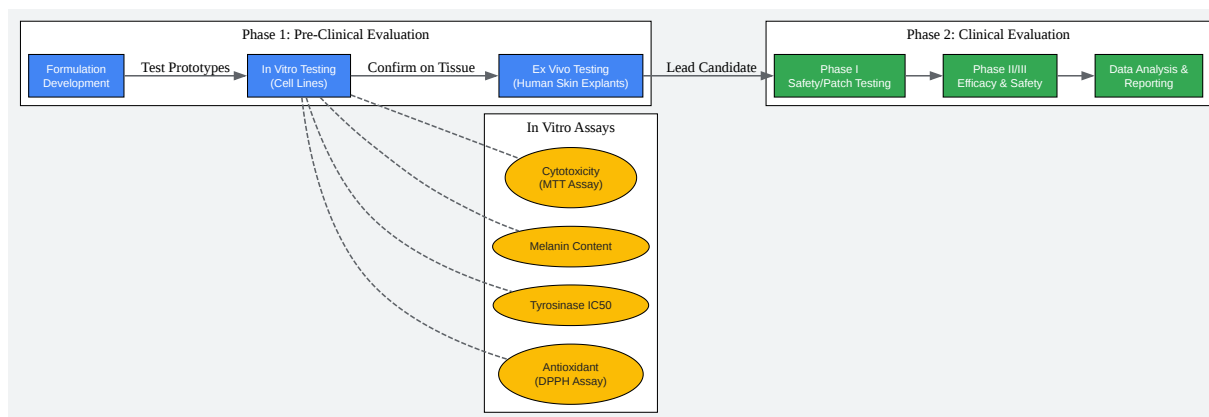 Phase 1: Pre-Clinical Evaluation
Formulation
Development
Test Prototypes
In Vitro Testing
(Cell Lines)
Confirm on Tissue
Ex Vivo Testing
(Human Skin Explants)
Lead Candidate
Phase 2: Clinical Evaluation
Phase I
Safety/Patch Testing
Phase II/III
Efficacy & Safety
Data Analysis &
Reporting
In Vitro Assays
Cytotoxicity
(MTT Assay)
Melanin Content
Tyrosinase IC50
Antioxidant
(DPPH Assay)